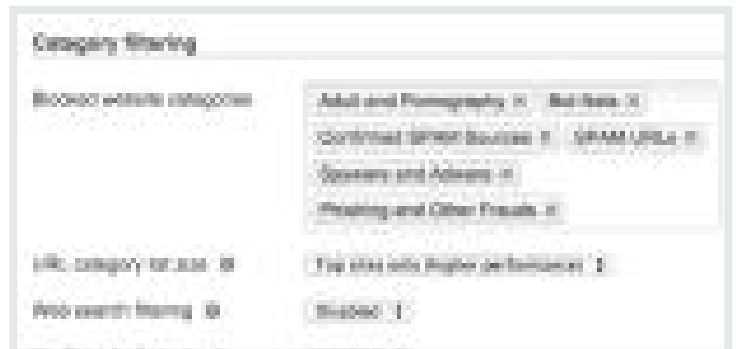 Category filtering
Blocked website categories
Adult and Pornography × Bot Nets ×
Confirmed SPAM Sources × SPAM URLs ×
Spyware and Adware ×
Phishing and Other Frauds ×
URL category list size
Top sites only (higher performance)
Web search filtering